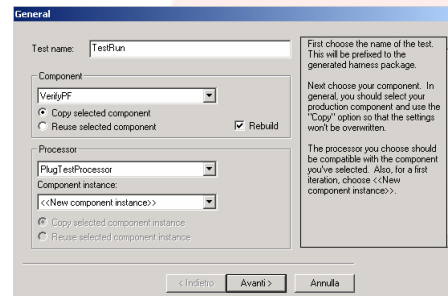 General
Test name:
TestRun
Component
VerifyPF
Copy selected component
Reuse selected component
Rebuild
Processor
PlugTestProcessor
Component instance:
<<New component instance>>
Copy selected component instance
Reuse selected component instance
First choose the name of the test.
This will be prefixed to the
generated harness package.
Next choose your component. In
general, you should select your
production component and use the
"Copy" option so that the settings
won't be overwritten.
The processor you choose should
be compatible with the component
you've selected. Also, for a first
iteration, choose <<New
component instance>>.
< Indietro
Avanti >
Annulla